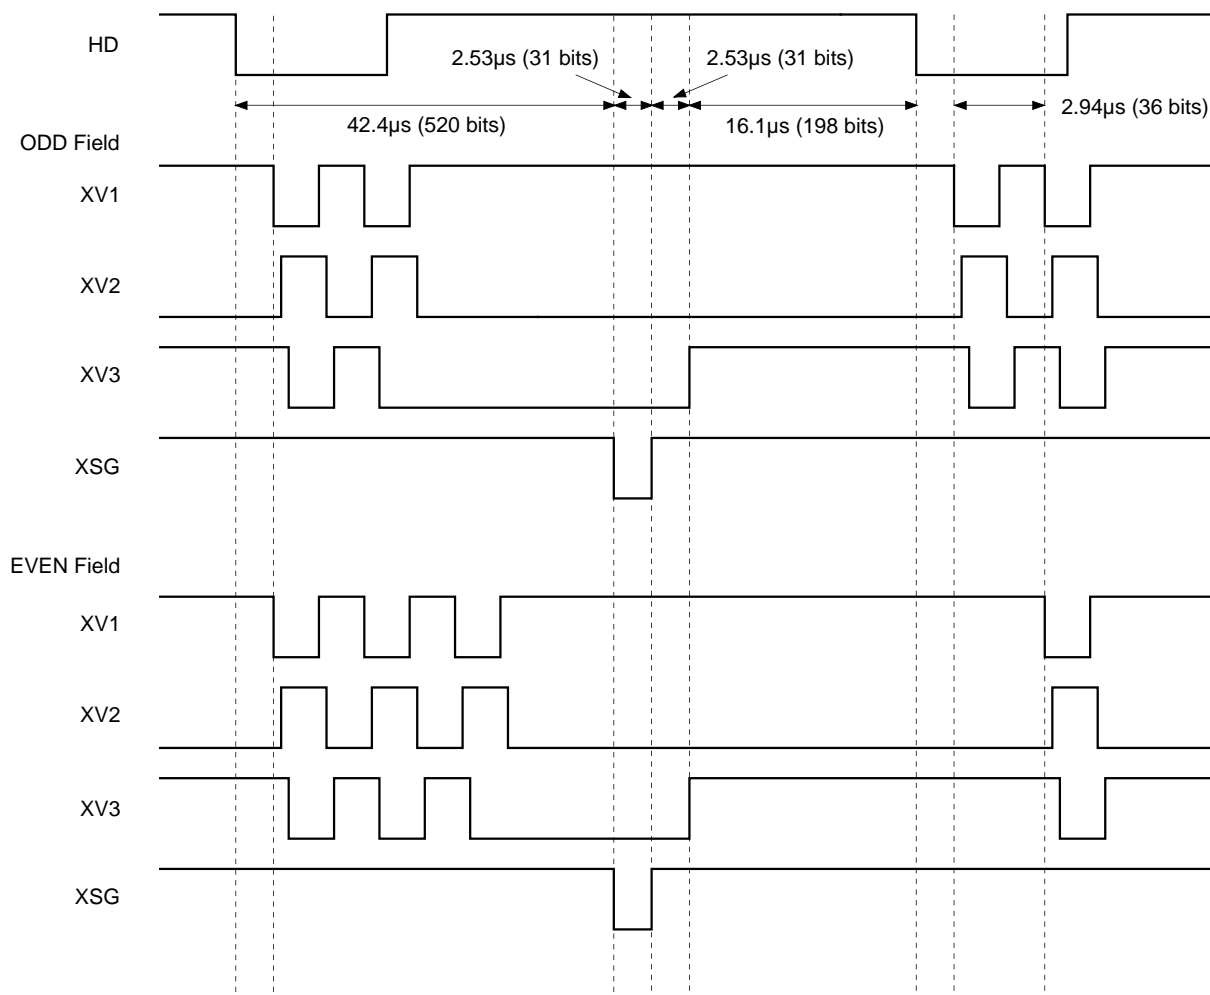 HD
2.53µs (31 bits)
2.53µs (31 bits)
42.4µs (520 bits)
16.1µs (198 bits)
2.94µs (36 bits)
ODD Field
XV1
XV2
XV3
XSG
EVEN Field
XV1
XV2
XV3
XSG